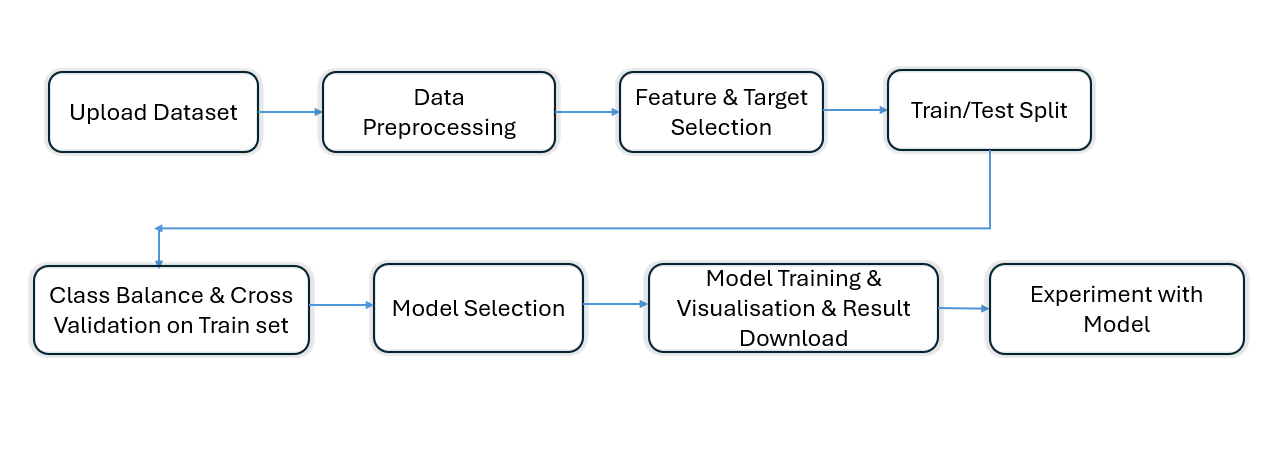 Upload Dataset
Data
Preprocessing
Feature & Target
Selection
Train/Test Split
Class Balance & Cross
Validation on Train set
Model Selection
Model Training &
Visualisation & Result
Download
Experiment with
Model